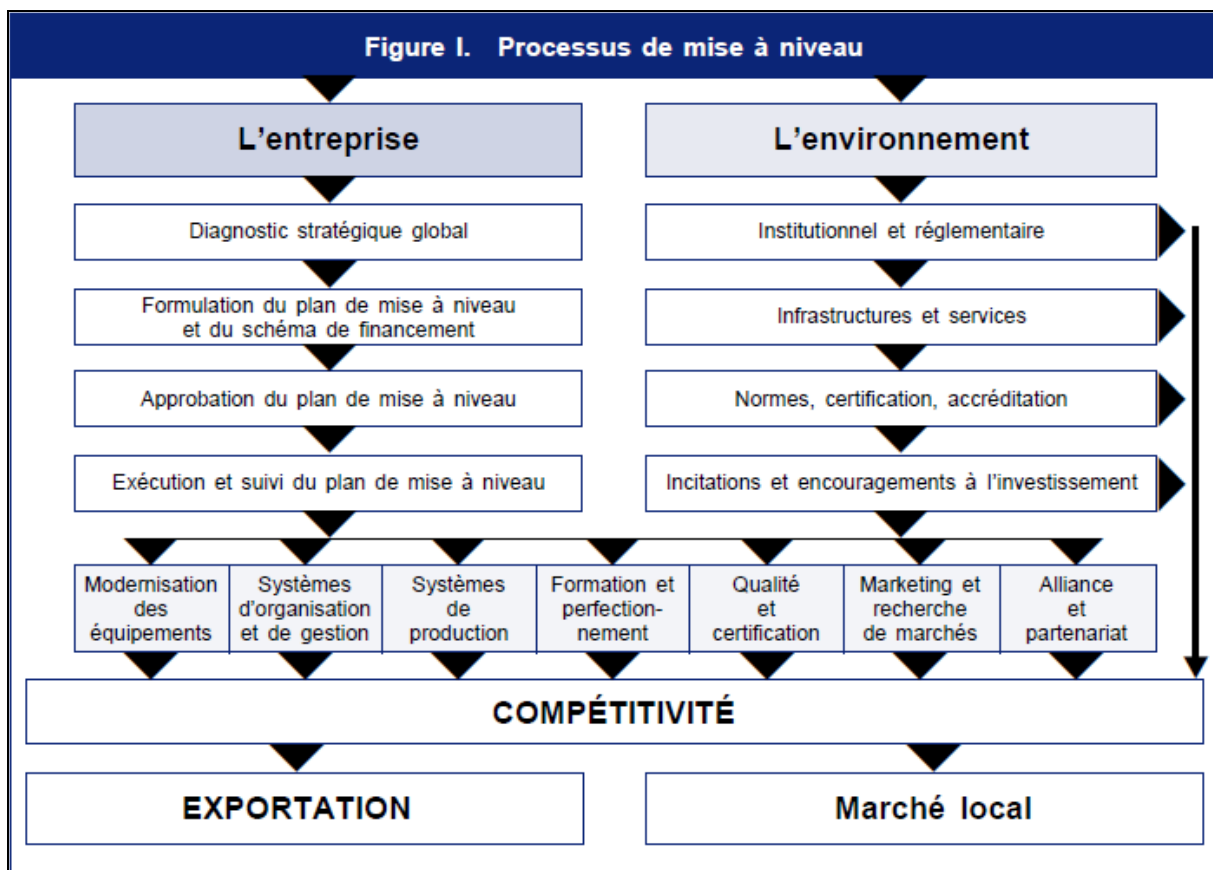 Figure I. Processus de mise à niveau
L'entreprise
L'environnement
Diagnostic stratégique global
Institutionnel et réglementaire
Formulation du plan de mise à niveau
et du schéma de financement
Infrastructures et services
Approbation du plan de mise à niveau
Normes, certification, accréditation
Exécution et suivi du plan de mise à niveau
Incitations et encouragements à l'investissement
Modernisation
des
équipements
Systèmes
d'organisation
et de gestion
Systèmes
de
production
Formation et
perfection-
nement
Qualité
et
certification
Marketing et
recherche
de marchés
Alliance
et
partenariat
COMPÉTITIVITÉ
EXPORTATION
Marché local